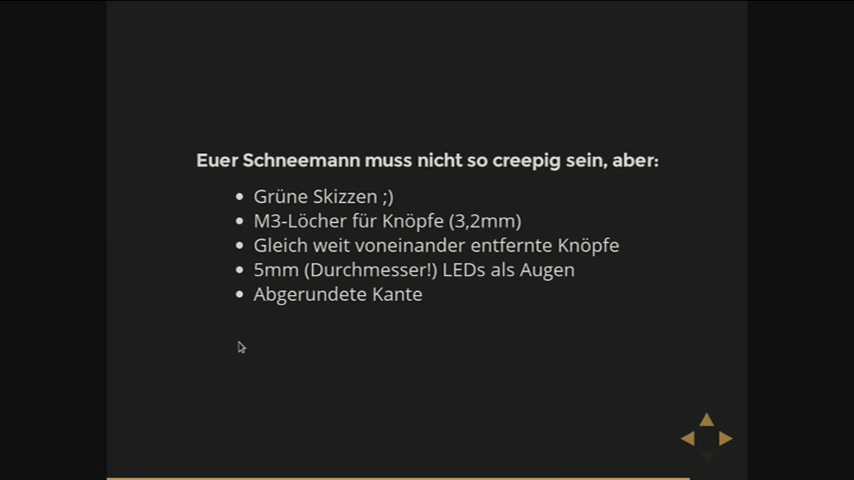 Euer Schneemann muss nicht so creepig sein, aber:
Grüne Skizzen ;)
M3-Löcher für Knöpfe (3,2mm)
Gleich weit voneinander entfernte Knöpfe
5mm (Durchmesser!) LEDs als Augen
Abgerundete Kante